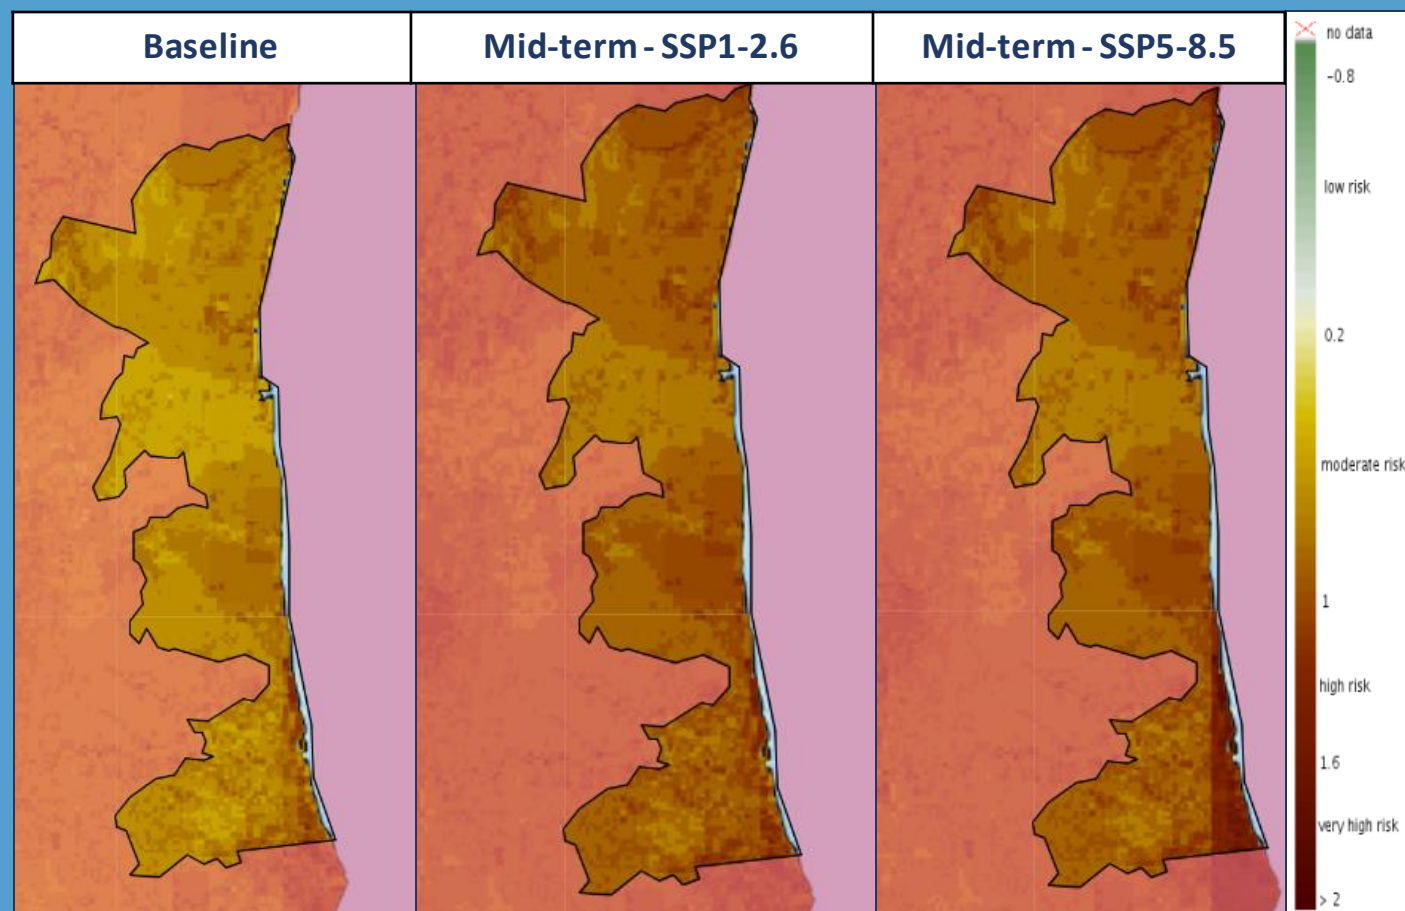 Baseline
Mid-term - SSP1-2.6
Mid-term - SSP5-8.5
no data
-0.8
low risk
0.2
moderate risk
1
high risk
1.6
very high risk
> 2